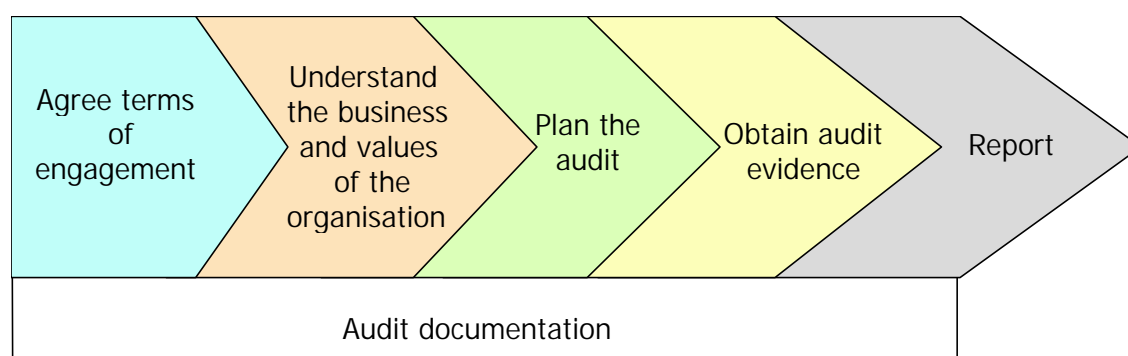 Agree terms
of
engagement
Understand
the business
and values
of the
organisation
Plan the
audit
Obtain audit
evidence
Report
Audit documentation